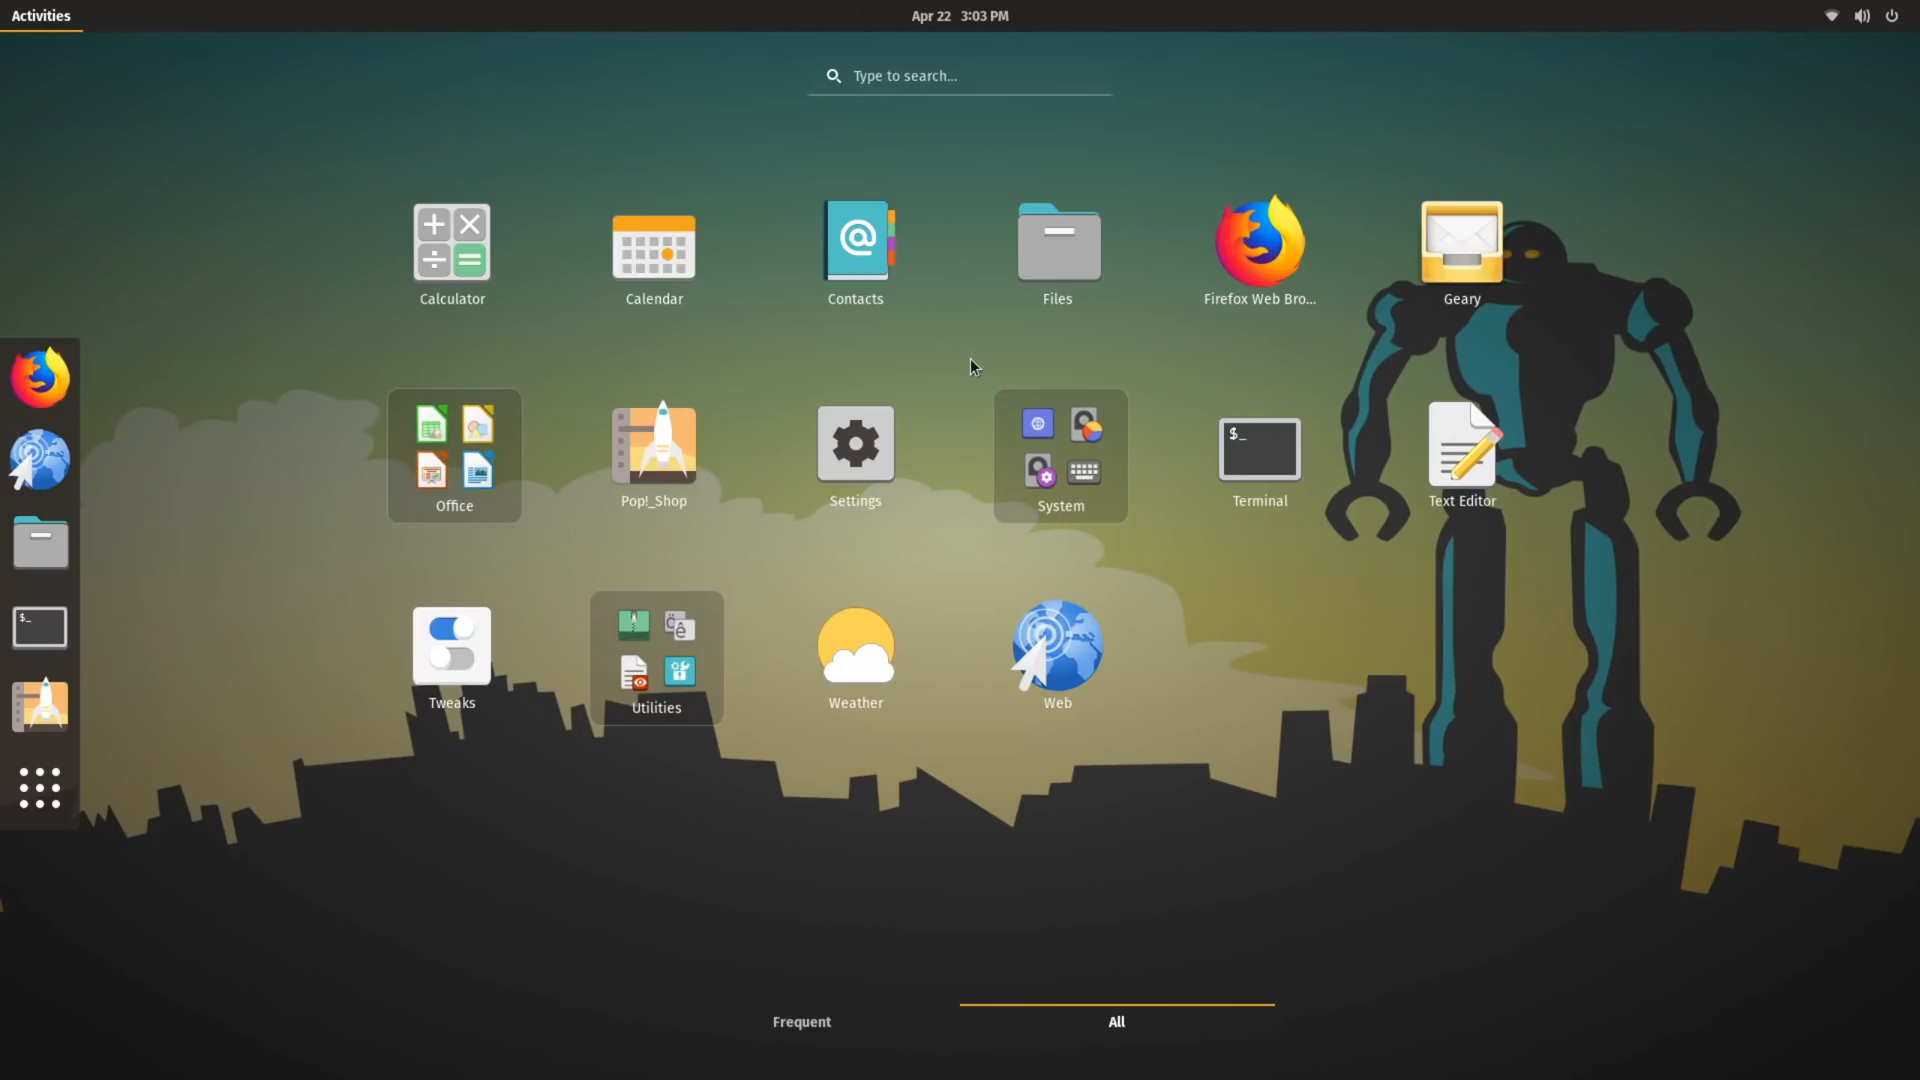 Activities
Apr 22 3:03 PM
Type to search...
Calculator
Calendar
Contacts
Files
Firefox Web Bro...
Geary
Office
Pop!_Shop
Settings
System
$_
Terminal
Text Editor
$_
Tweaks
Utilities
Weather
Web
Frequent
All